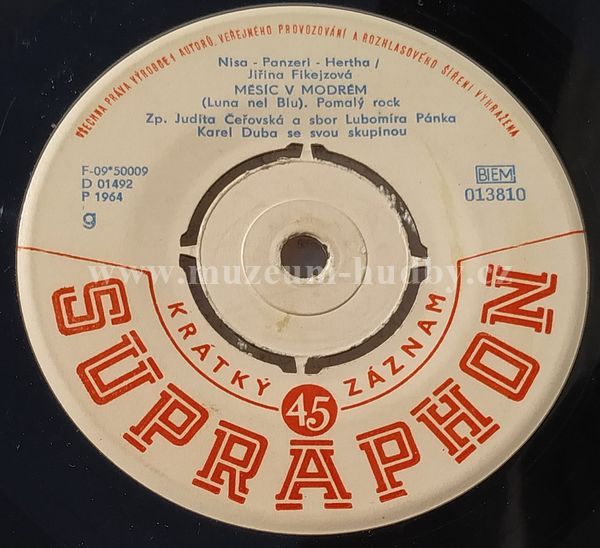 VŠECHNA PRÁVA VÝROBCE I AUTORŮ, VEŘEJNÉHO PROVOZOVÁNÍ A ROZHLASOVÉHO ŠÍŘENÍ VYHRAŽENA
Nisa - Panzeri - Hertha /
Jiřina Fikejzová
MĚSÍC V MODRÉM
(Luna nel Blu). Pomalý rock
Zp. Judita Čeřovská a sbor Lubomíra Pánka
Karel Duba se svou skupinou
F-09*50009
D 01492
P 1964
g
BIEM
013810
www.muzeum-hudby.cz
KRÁTKÝ 45 ZÁZNAM
SUPRAPHON